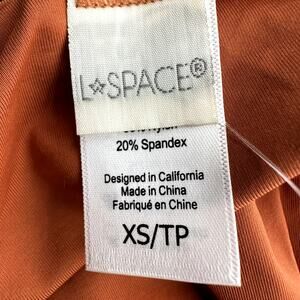 L★SPACE®
20% Spandex
Designed in California
Made in China
Fabriqué en Chine
XS/TP